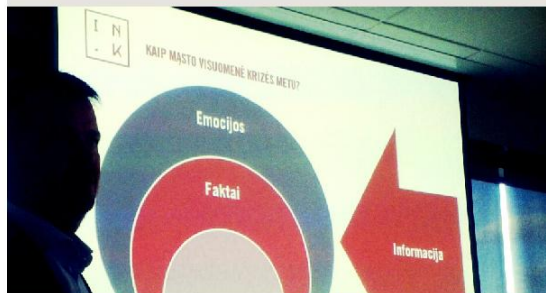 I N
. K
KAIP MĄSTO VISUOMENĖ KRIZĖS METU?
Emocijos
Faktai
Informacija